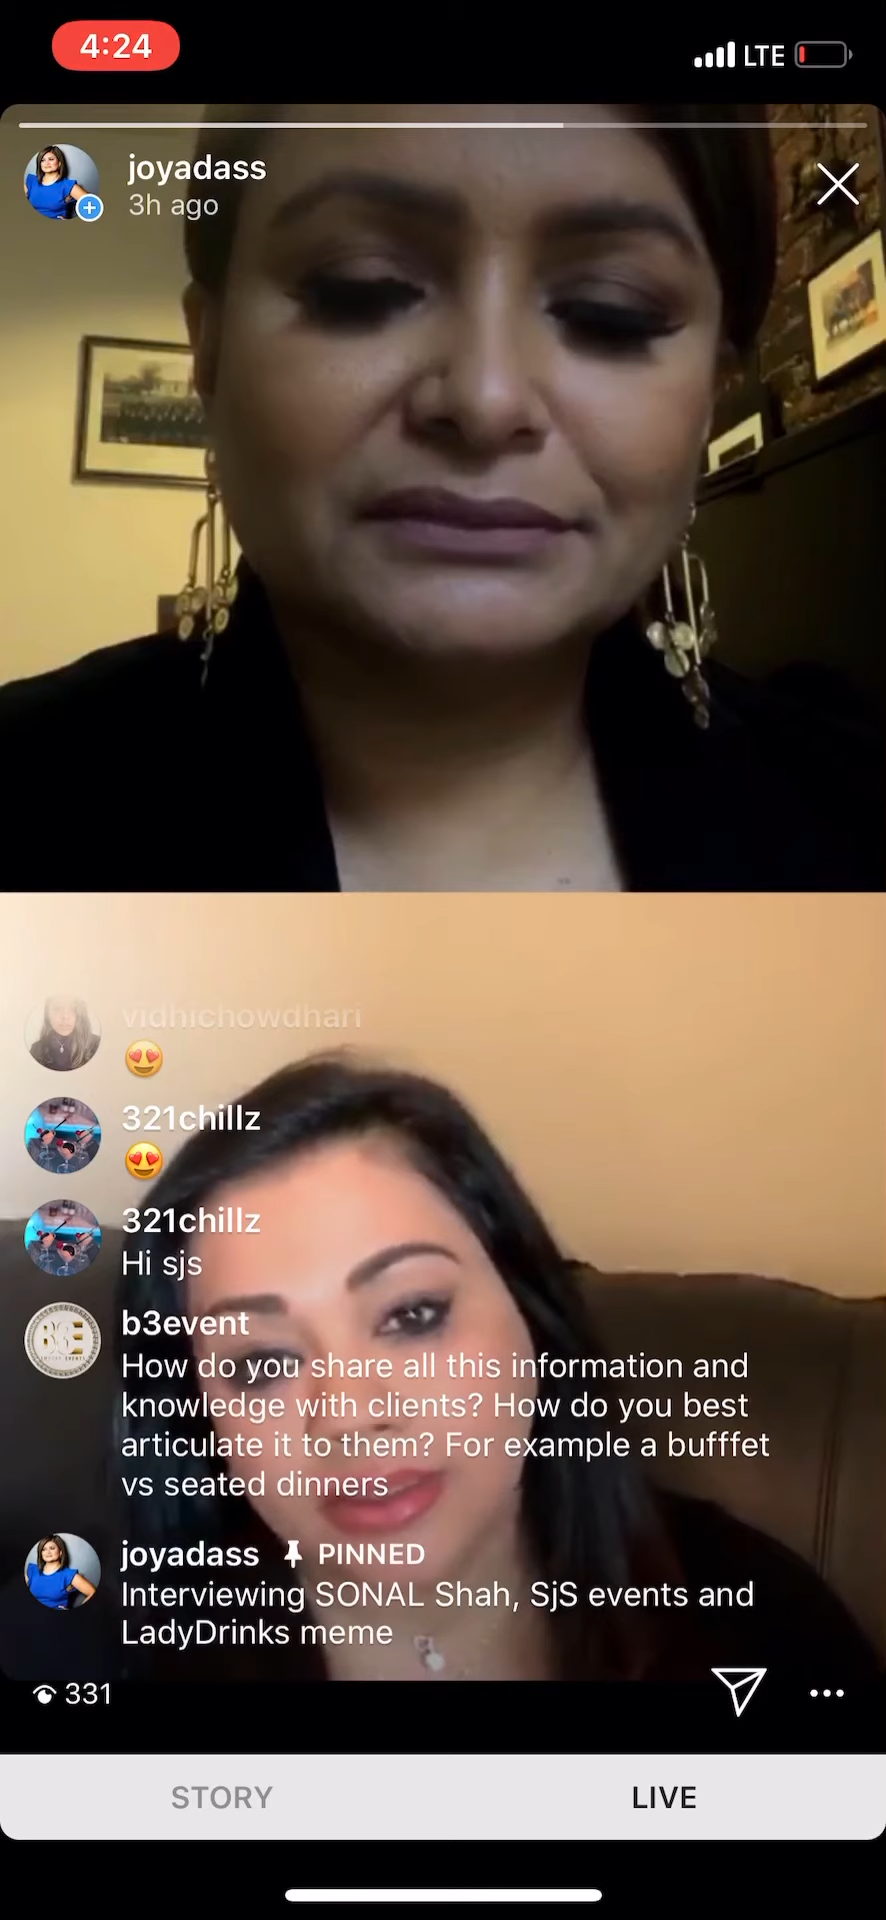 4:24
LTE
joyadass
3h ago
vidhichowdhari
😍
321chillz
😍
321chillz
Hi sjs
B3E
b3event
How do you share all this information and
knowledge with clients? How do you best
articulate it to them? For example a bufffet
vs seated dinners
joyadass PINNED
Interviewing SONAL Shah, SjS events and
LadyDrinks meme
331
STORY
LIVE